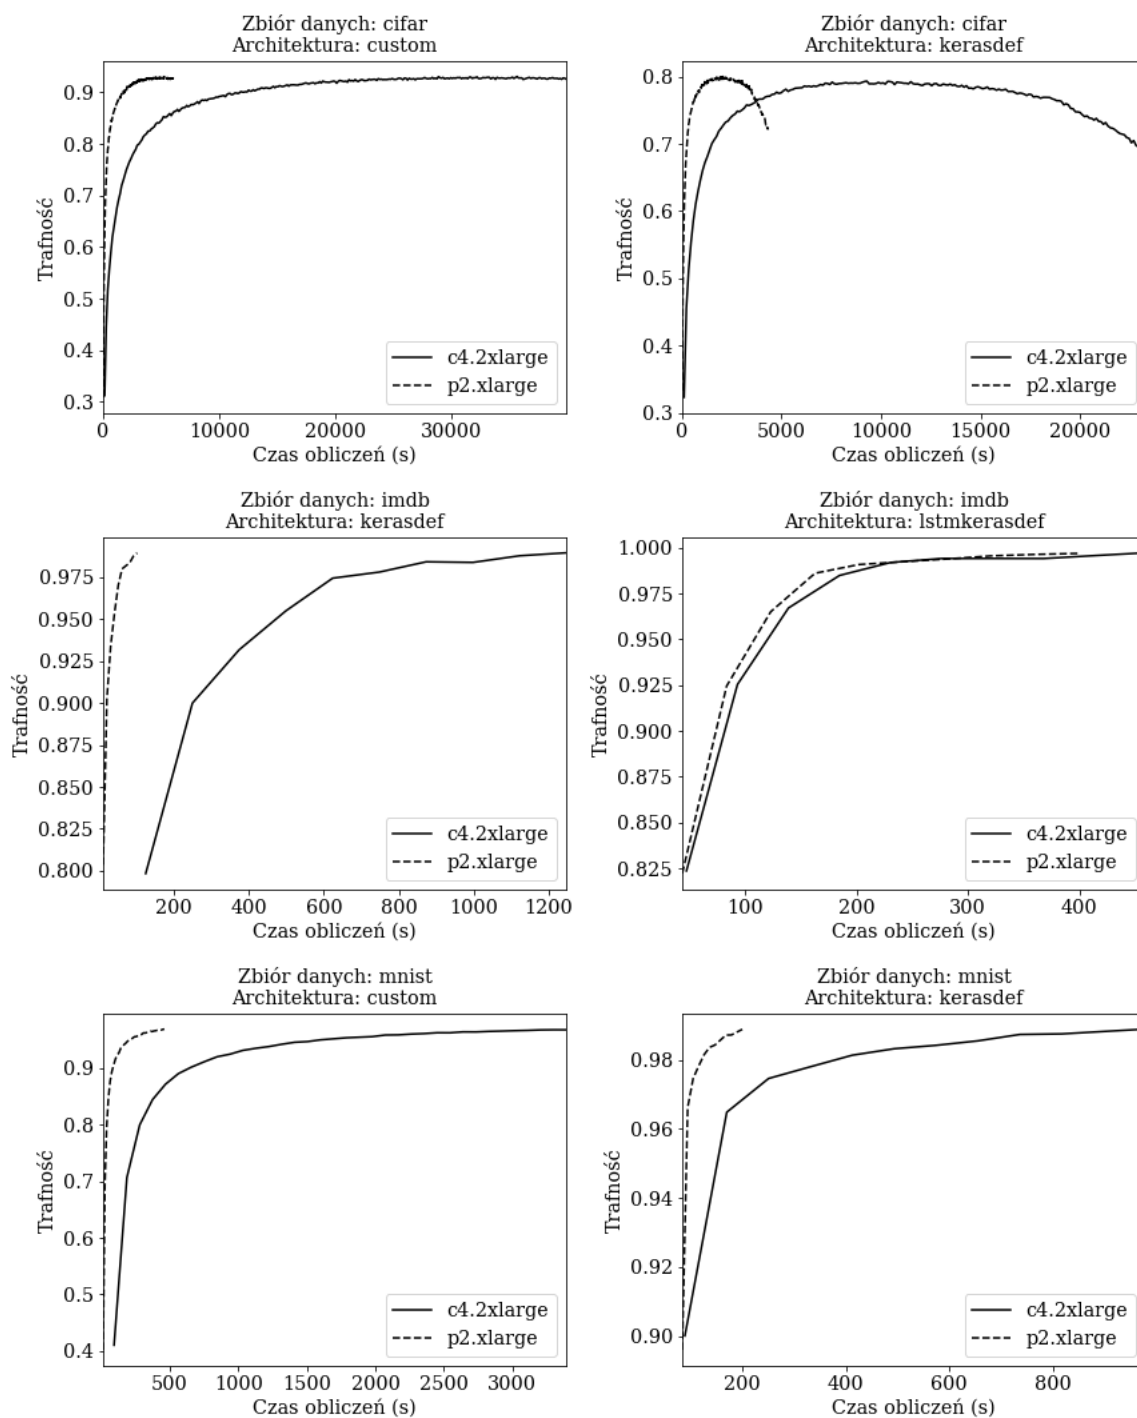 Zbiór danych: cifar
Architektura: custom
0.9
0.8
0.7
0.6
0.5
0.4
0.3
Trafność
c4.2xlarge
p2.xlarge
0
10000
20000
30000
Czas obliczeń (s)
Zbiór danych: cifar
Architektura: kerasdef
0.8
0.7
0.6
0.5
0.4
0.3
Trafność
c4.2xlarge
p2.xlarge
0
5000
10000
15000
20000
Czas obliczeń (s)
Zbiór danych: imdb
Architektura: kerasdef
0.975
0.950
0.925
0.900
0.875
0.850
0.825
0.800
Trafność
c4.2xlarge
p2.xlarge
200
400
600
800
1000
1200
Czas obliczeń (s)
Zbiór danych: imdb
Architektura: lstmkerasdef
1.000
0.975
0.950
0.925
0.900
0.875
0.850
0.825
Trafność
c4.2xlarge
p2.xlarge
100
200
300
400
Czas obliczeń (s)
Zbiór danych: mnist
Architektura: custom
0.9
0.8
0.7
0.6
0.5
0.4
Trafność
c4.2xlarge
p2.xlarge
500
1000
1500
2000
2500
3000
Czas obliczeń (s)
Zbiór danych: mnist
Architektura: kerasdef
0.98
0.96
0.94
0.92
0.90
Trafność
c4.2xlarge
p2.xlarge
200
400
600
800
Czas obliczeń (s)